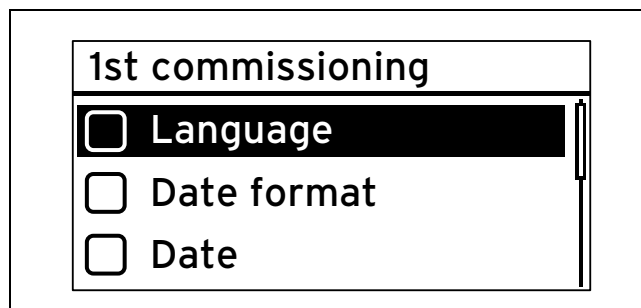 1st commissioning
Language
Date format
Date